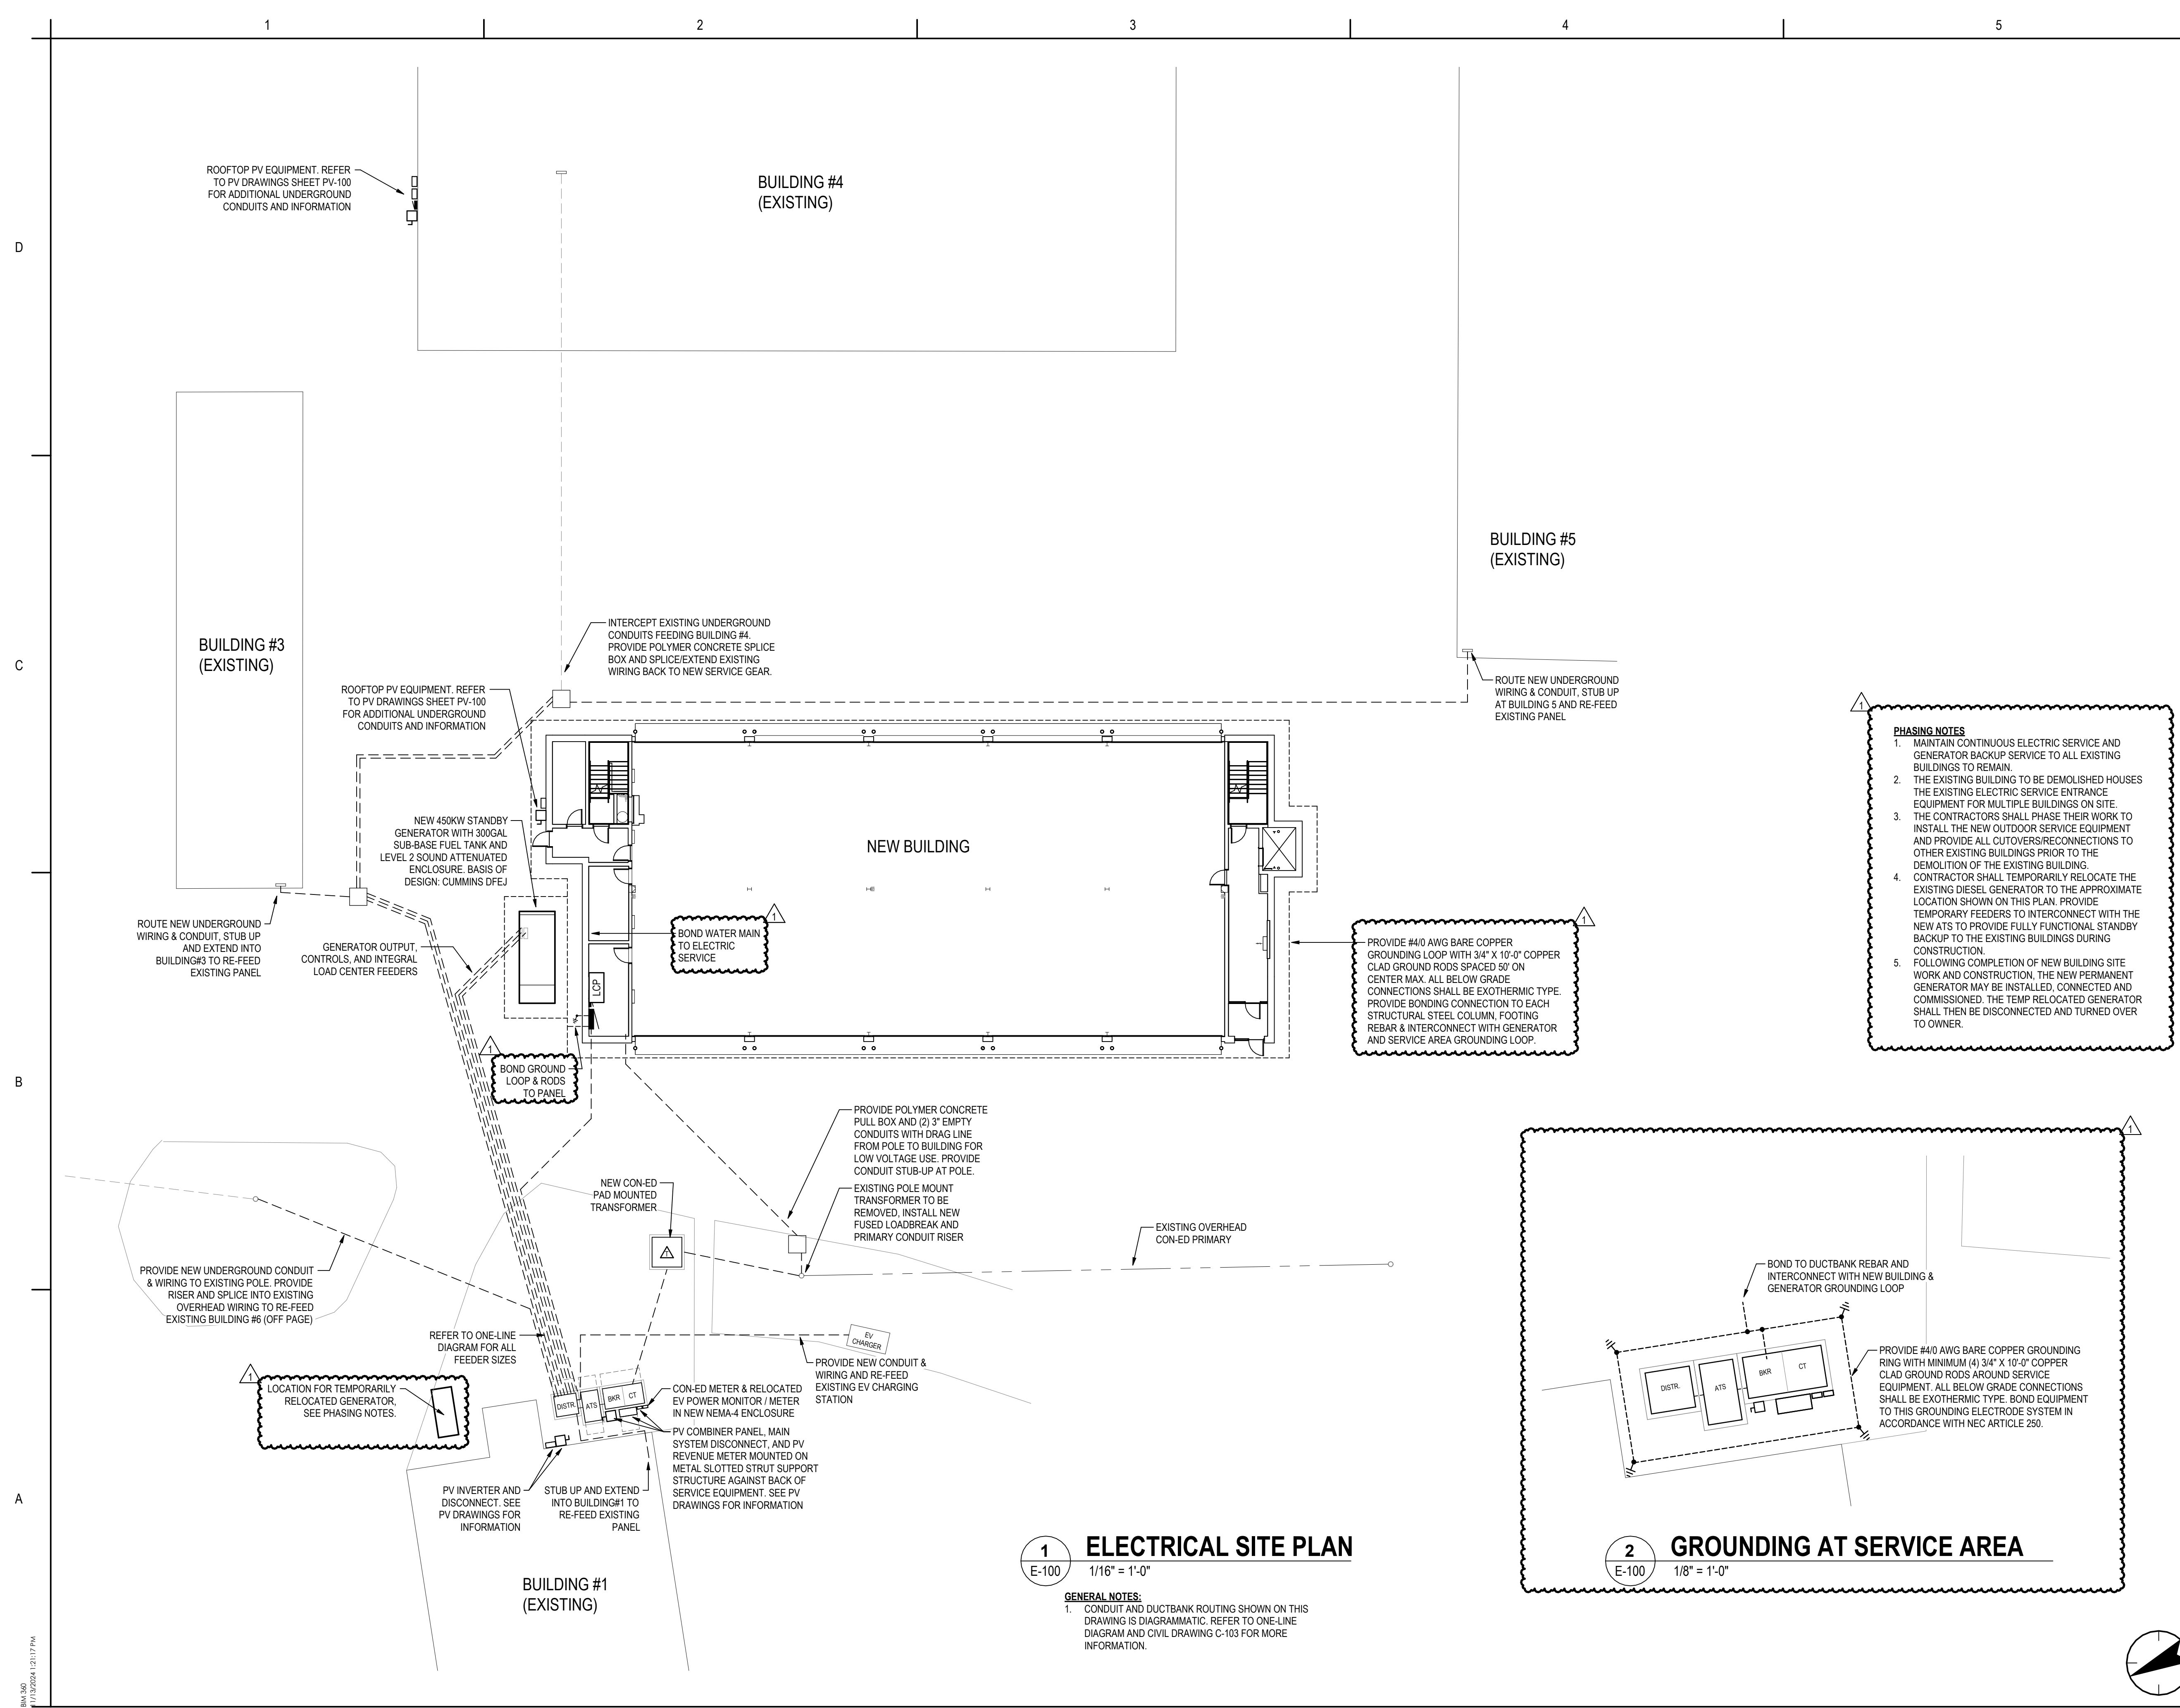 1
2
3
4
5
D
C
B
A
ROOFTOP PV EQUIPMENT. REFER
TO PV DRAWINGS SHEET PV-100
FOR ADDITIONAL UNDERGROUND
CONDUITS AND INFORMATION
BUILDING #4
(EXISTING)
BUILDING #5
(EXISTING)
BUILDING #3
(EXISTING)
INTERCEPT EXISTING UNDERGROUND
CONDUITS FEEDING BUILDING #4.
PROVIDE POLYMER CONCRETE SPLICE
BOX AND SPLICE/EXTEND EXISTING
WIRING BACK TO NEW SERVICE GEAR.
ROOFTOP PV EQUIPMENT. REFER
TO PV DRAWINGS SHEET PV-100
FOR ADDITIONAL UNDERGROUND
CONDUITS AND INFORMATION
ROUTE NEW UNDERGROUND
WIRING & CONDUIT, STUB UP
AT BUILDING 5 AND RE-FEED
EXISTING PANEL
NEW 450KW STANDBY
GENERATOR WITH 300GAL
SUB-BASE FUEL TANK AND
LEVEL 2 SOUND ATTENUATED
ENCLOSURE. BASIS OF
DESIGN: CUMMINS DFEJ
NEW BUILDING
1
PHASING NOTES
1. MAINTAIN CONTINUOUS ELECTRIC SERVICE AND
GENERATOR BACKUP SERVICE TO ALL EXISTING
BUILDINGS TO REMAIN.
2. THE EXISTING BUILDING TO BE DEMOLISHED HOUSES
THE EXISTING ELECTRIC SERVICE ENTRANCE
EQUIPMENT FOR MULTIPLE BUILDINGS ON SITE.
3. THE CONTRACTORS SHALL PHASE THEIR WORK TO
INSTALL THE NEW OUTDOOR SERVICE EQUIPMENT
AND PROVIDE ALL CUTOVERS/RECONNECTIONS TO
OTHER EXISTING BUILDINGS PRIOR TO THE
DEMOLITION OF THE EXISTING BUILDING.
4. CONTRACTOR SHALL TEMPORARILY RELOCATE THE
EXISTING DIESEL GENERATOR TO THE APPROXIMATE
LOCATION SHOWN ON THIS PLAN. PROVIDE
TEMPORARY FEEDERS TO INTERCONNECT WITH THE
NEW ATS TO PROVIDE FULLY FUNCTIONAL STANDBY
BACKUP TO THE EXISTING BUILDINGS DURING
CONSTRUCTION.
5. FOLLOWING COMPLETION OF NEW BUILDING SITE
WORK AND CONSTRUCTION, THE NEW PERMANENT
GENERATOR MAY BE INSTALLED, CONNECTED AND
COMMISSIONED. THE TEMP RELOCATED GENERATOR
SHALL THEN BE DISCONNECTED AND TURNED OVER
TO OWNER.
ROUTE NEW UNDERGROUND
WIRING & CONDUIT, STUB UP
AND EXTEND INTO
BUILDING#3 TO RE-FEED
EXISTING PANEL
GENERATOR OUTPUT,
CONTROLS, AND INTEGRAL
LOAD CENTER FEEDERS
1
BOND WATER MAIN
TO ELECTRIC
SERVICE
LCP
1
PROVIDE #4/0 AWG BARE COPPER
GROUNDING LOOP WITH 3/4" X 10'-0" COPPER
CLAD GROUND RODS SPACED 50' ON
CENTER MAX. ALL BELOW GRADE
CONNECTIONS SHALL BE EXOTHERMIC TYPE.
PROVIDE BONDING CONNECTION TO EACH
STRUCTURAL STEEL COLUMN, FOOTING
REBAR & INTERCONNECT WITH GENERATOR
AND SERVICE AREA GROUNDING LOOP.
1
BOND GROUND
LOOP & RODS
TO PANEL
PROVIDE POLYMER CONCRETE
PULL BOX AND (2) 3" EMPTY
CONDUITS WITH DRAG LINE
FROM POLE TO BUILDING FOR
LOW VOLTAGE USE. PROVIDE
CONDUIT STUB-UP AT POLE.
NEW CON-ED
PAD MOUNTED
TRANSFORMER
T
EXISTING POLE MOUNT
TRANSFORMER TO BE
REMOVED, INSTALL NEW
FUSED LOADBREAK AND
PRIMARY CONDUIT RISER
EXISTING OVERHEAD
CON-ED PRIMARY
PROVIDE NEW UNDERGROUND CONDUIT
& WIRING TO EXISTING POLE. PROVIDE
RISER AND SPLICE INTO EXISTING
OVERHEAD WIRING TO RE-FEED
EXISTING BUILDING #6 (OFF PAGE)
REFER TO ONE-LINE
DIAGRAM FOR ALL
FEEDER SIZES
EV
CHARGER
PROVIDE NEW CONDUIT &
WIRING AND RE-FEED
EXISTING EV CHARGING
STATION
1
LOCATION FOR TEMPORARILY
RELOCATED GENERATOR,
SEE PHASING NOTES.
DISTR.
ATS
BKR
CT
CON-ED METER & RELOCATED
EV POWER MONITOR / METER
IN NEW NEMA-4 ENCLOSURE
PV COMBINER PANEL, MAIN
SYSTEM DISCONNECT, AND PV
REVENUE METER MOUNTED ON
METAL SLOTTED STRUT SUPPORT
STRUCTURE AGAINST BACK OF
SERVICE EQUIPMENT. SEE PV
DRAWINGS FOR INFORMATION
PV INVERTER AND
DISCONNECT. SEE
PV DRAWINGS FOR
INFORMATION
STUB UP AND EXTEND
INTO BUILDING#1 TO
RE-FEED EXISTING
PANEL
BUILDING #1
(EXISTING)
1
E-100
ELECTRICAL SITE PLAN
1/16" = 1'-0"
GENERAL NOTES:
1. CONDUIT AND DUCTBANK ROUTING SHOWN ON THIS
DRAWING IS DIAGRAMMATIC. REFER TO ONE-LINE
DIAGRAM AND CIVIL DRAWING C-103 FOR MORE
INFORMATION.
1
BOND TO DUCTBANK REBAR AND
INTERCONNECT WITH NEW BUILDING &
GENERATOR GROUNDING LOOP
DISTR.
ATS
BKR
CT
PROVIDE #4/0 AWG BARE COPPER GROUNDING
RING WITH MINIMUM (4) 3/4" X 10'-0" COPPER
CLAD GROUND RODS AROUND SERVICE
EQUIPMENT. ALL BELOW GRADE CONNECTIONS
SHALL BE EXOTHERMIC TYPE. BOND EQUIPMENT
TO THIS GROUNDING ELECTRODE SYSTEM IN
ACCORDANCE WITH NEC ARTICLE 250.
2
E-100
GROUNDING AT SERVICE AREA
1/8" = 1'-0"
BIM 360
11/13/2024 1:21:17 PM